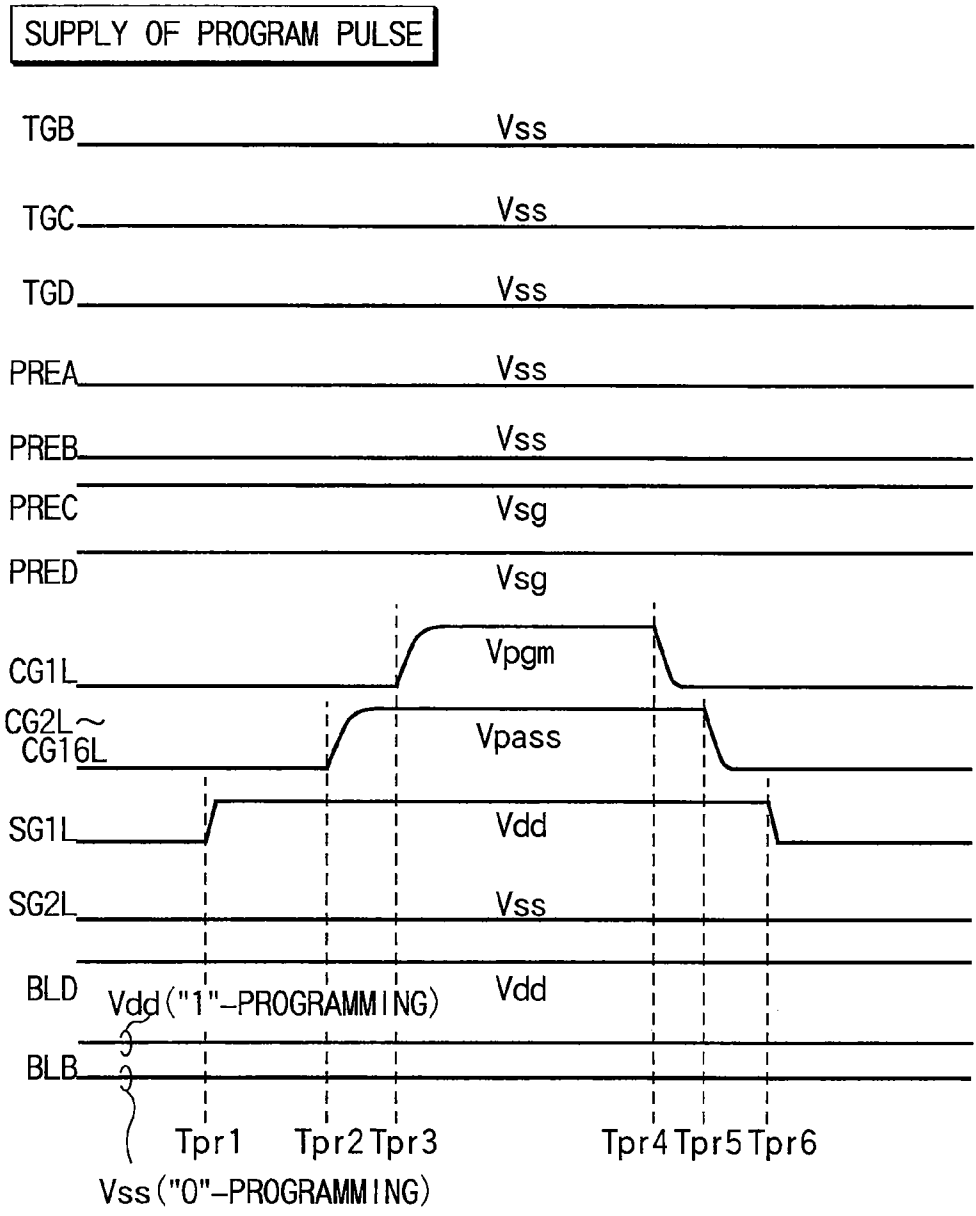 SUPPLY OF PROGRAM PULSE
TGB Vss
TGC Vss
TGD Vss
PREA Vss
PREB Vss
PREC Vsg
PRED Vsg
CG1L Vpgm
CG2L~
CG16L Vpass
SG1L Vdd
SG2L Vss
BLD Vdd
Vdd("1"-PROGRAMMING)
BLB
Tpr1 Tpr2 Tpr3 Tpr4 Tpr5 Tpr6
Vss("0"-PROGRAMMING)